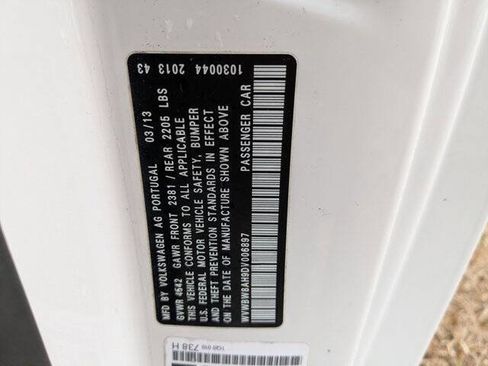 1030044 2013 43
MFD. BY VOLKSWAGEN AG PORTUGAL 03/13
GVWR 4542 GAWR FRONT 2381 / REAR 2205 LBS
THIS VEHICLE CONFORMS TO ALL APPLICABLE
U.S. FEDERAL MOTOR VEHICLE SAFETY, BUMPER
AND THEFT PREVENTION STANDARDS IN EFFECT
ON THE DATE OF MANUFACTURE SHOWN ABOVE
WVWBW8AH9DV006897 PASSENGER CAR
738 H